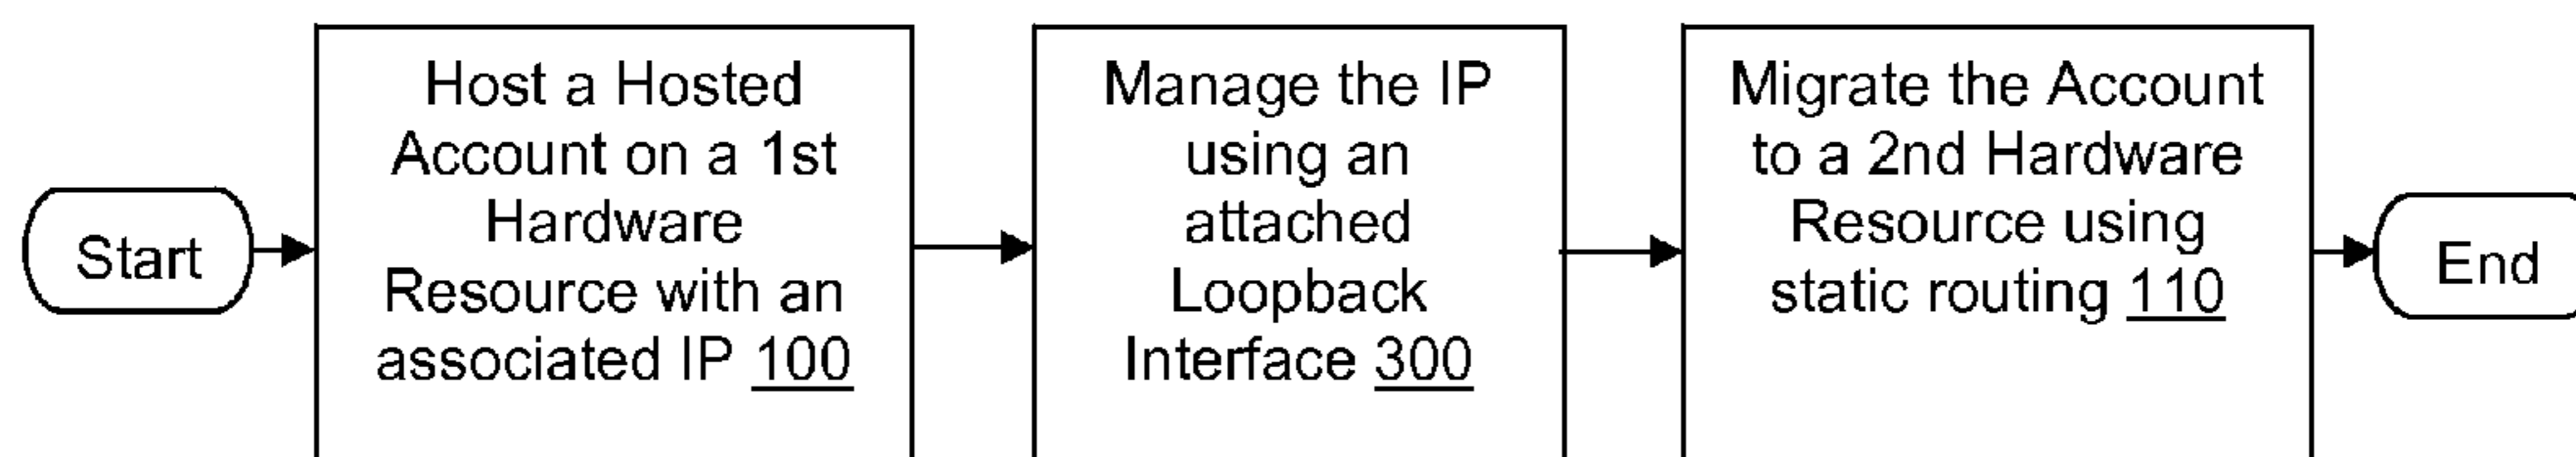 Start
Host a Hosted
Account on a 1st
Hardware
Resource with an
associated IP 100
Manage the IP
using an
attached
Loopback
Interface 300
Migrate the Account
to a 2nd Hardware
Resource using
static routing 110
End